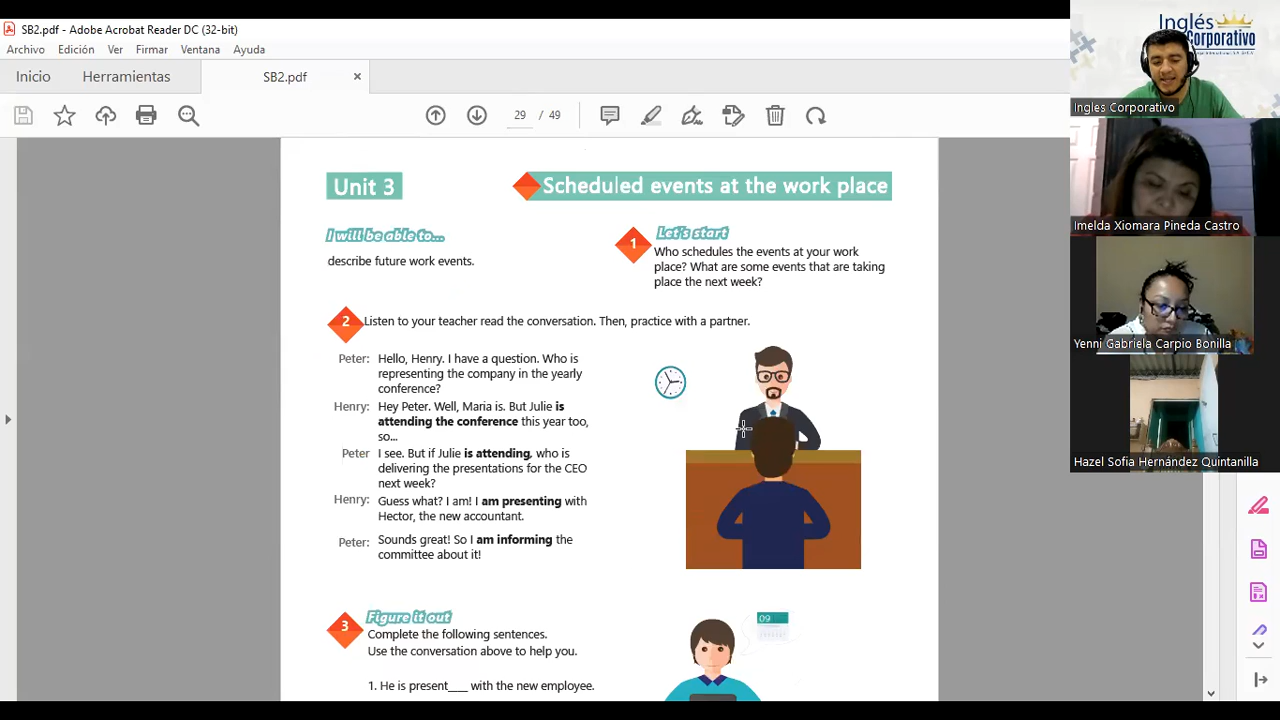 SB2.pdf - Adobe Acrobat Reader DC (32-bit)
Archivo Edición Ver Firmar Ventana Ayuda
Inicio Herramientas SB2.pdf ×
29 / 49
Unit 3
Scheduled events at the work place
I will be able to...
describe future work events.
1
Let's start
Who schedules the events at your work
place? What are some events that are taking
place the next week?
2
Listen to your teacher read the conversation. Then, practice with a partner.
Peter: Hello, Henry. I have a question. Who is
representing the company in the yearly
conference?
Henry: Hey Peter. Well, Maria is. But Julie is
attending the conference this year too,
so...
Peter I see. But if Julie is attending, who is
delivering the presentations for the CEO
next week?
Henry: Guess what? I am! I am presenting with
Hector, the new accountant.
Peter: Sounds great! So I am informing the
committee about it!
3
Figure it out
Complete the following sentences.
Use the conversation above to help you.
1. He is present___ with the new employee.
09
Inglés
Corporativo
Ingles Corporativo
Imelda Xiomara Pineda Castro
Yenni Gabriela Carpio Bonilla
Hazel Sofia Hernández Quintanilla